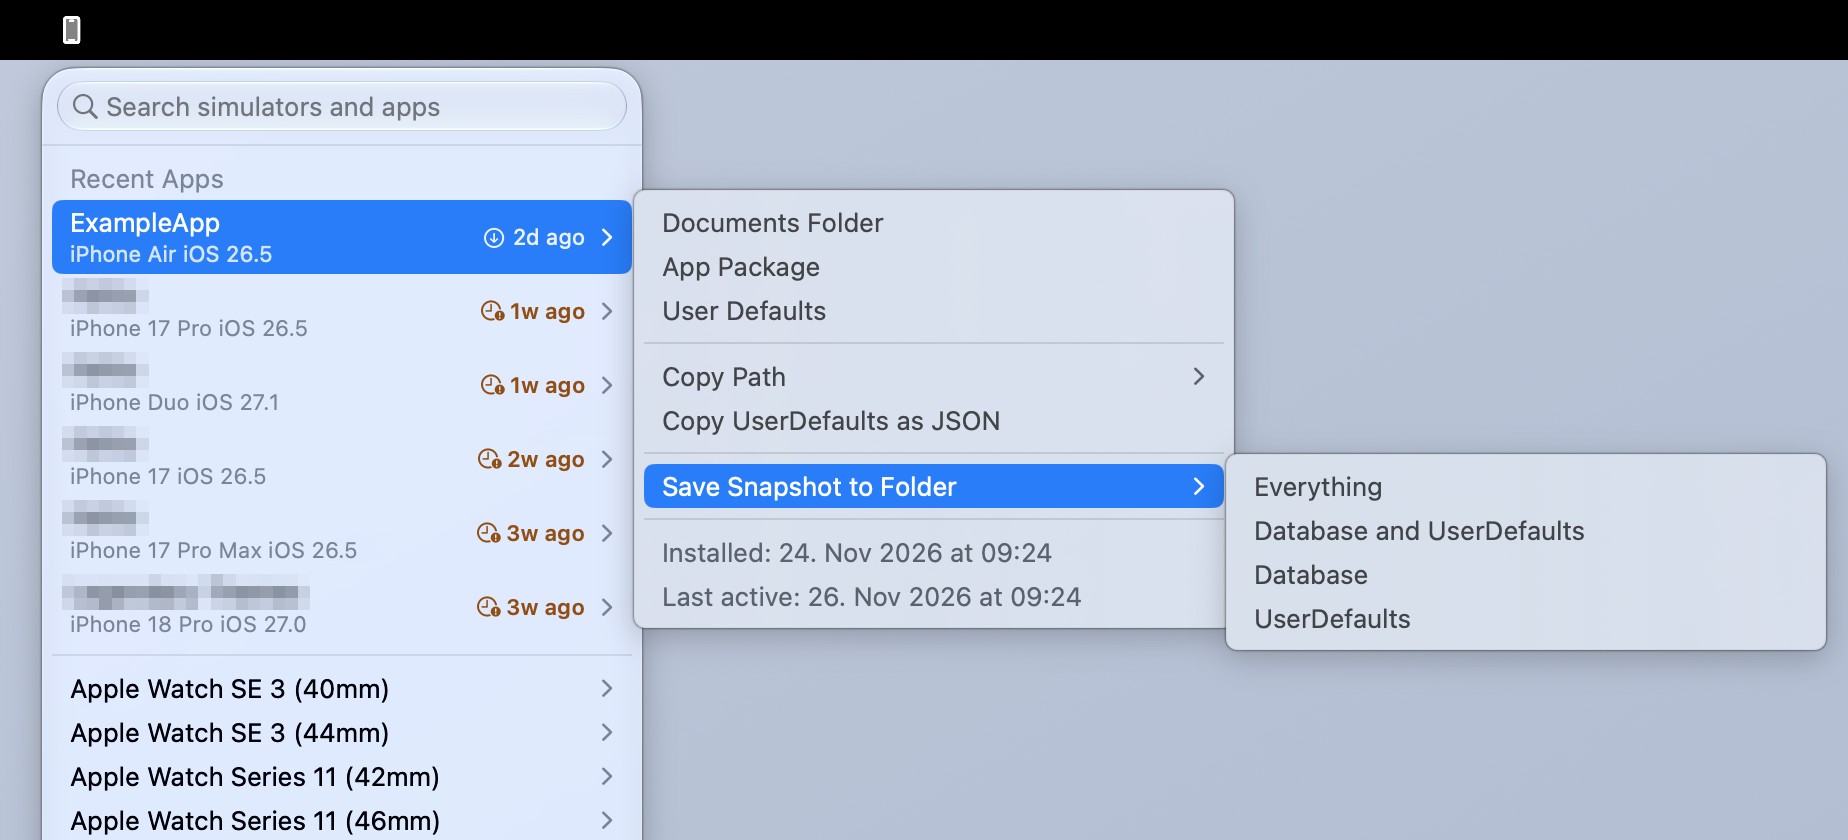 Search simulators and apps
Recent Apps
ExampleApp
iPhone Air iOS 26.5
2d ago
iPhone 17 Pro iOS 26.5
1w ago
iPhone Duo iOS 27.1
1w ago
iPhone 17 iOS 26.5
2w ago
iPhone 17 Pro Max iOS 26.5
3w ago
iPhone 18 Pro iOS 27.0
3w ago
Apple Watch SE 3 (40mm)
Apple Watch SE 3 (44mm)
Apple Watch Series 11 (42mm)
Apple Watch Series 11 (46mm)
Documents Folder
App Package
User Defaults
Copy Path
Copy UserDefaults as JSON
Save Snapshot to Folder
Installed: 24. Nov 2026 at 09:24
Last active: 26. Nov 2026 at 09:24
Everything
Database and UserDefaults
Database
UserDefaults